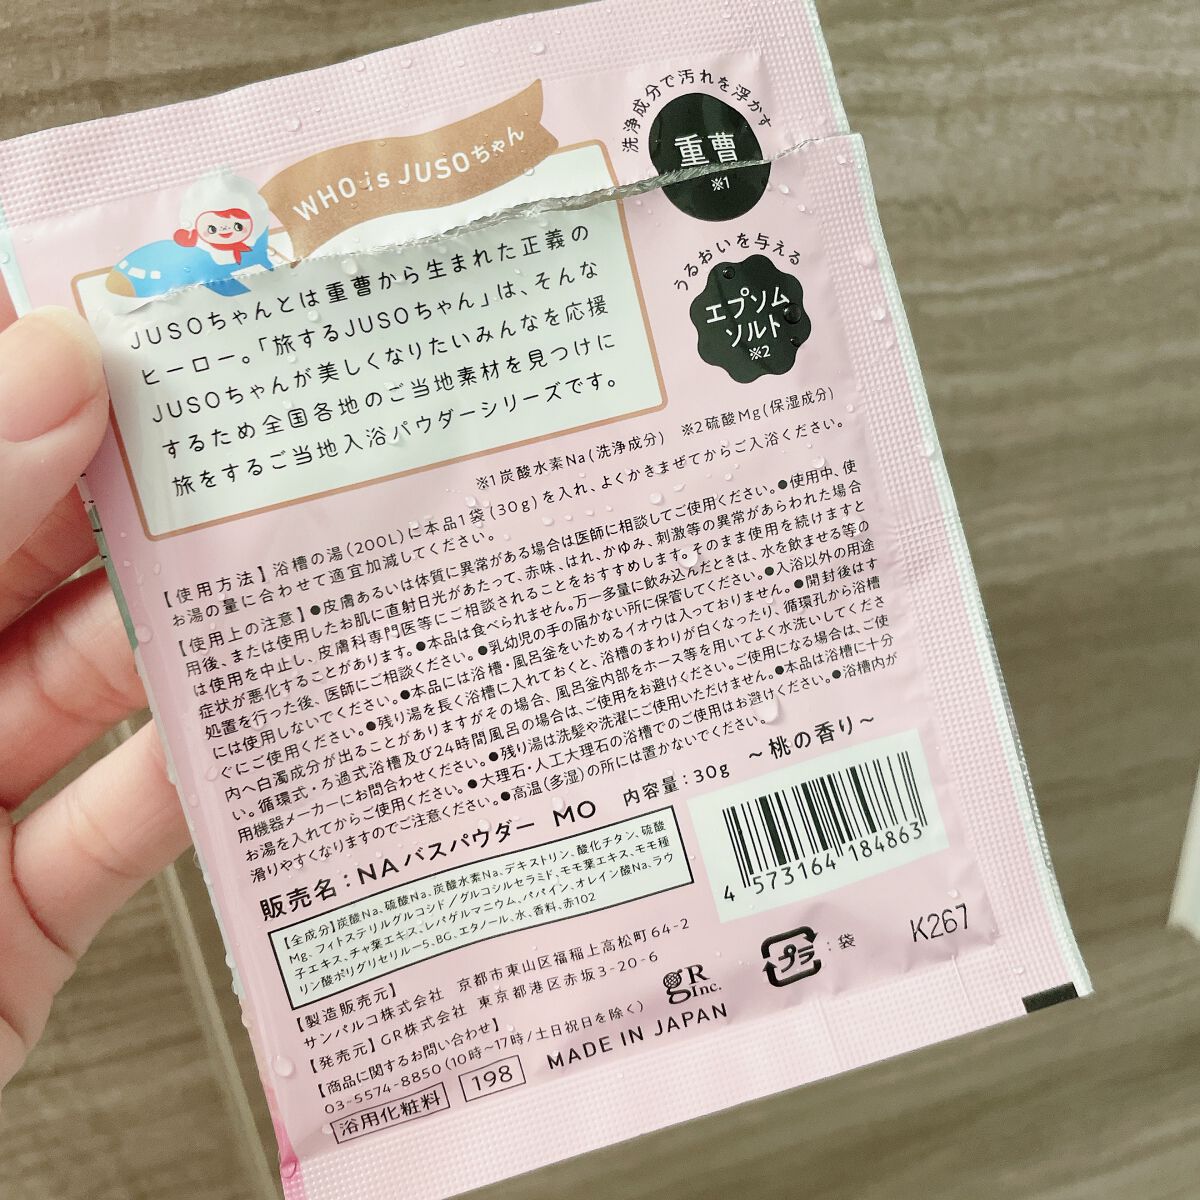 WHO is JUSOちゃん
JUSOちゃんとは重曹から生まれた正義の
ヒーロー。「旅するJUSOちゃん」は、そんな
JUSOちゃんが美しくなりたいみんなを応援
するため全国各地のご当地素材を見つけに
旅をするご当地入浴パウダーシリーズです。
洗浄成分で汚れを浮かす
重曹
※1
うるおいを与える
エプソム
ソルト
※2
※1炭酸水素Na(洗浄成分) ※2硫酸Mg(保湿成分)
【使用方法】浴槽の湯(200L)に本品1袋(30g)を入れ、よくかきまぜてからご入浴ください。
お湯の量に合わせて適宜加減してください。
【使用上の注意】●皮膚あるいは体質に異常がある場合は医師に相談してご使用ください。●使用中、使
用後、または使用したお肌に直射日光があたって、赤味、はれ、かゆみ、刺激等の異常があらわれた場合
は使用を中止し、皮膚科専門医等にご相談されることをおすすめします。そのまま使用を続けますと
症状が悪化することがあります。●本品は食べられません。万一多量に飲み込んだときは、水を飲ませる等の
処置を行った後、医師にご相談ください。●乳幼児の手の届かない所に保管してください。●入浴以外の用途
には使用しないでください。●本品には浴槽・風呂釜をいためるイオウは入っておりません。●開封後はす
ぐにご使用ください。●残り湯を長く浴槽に入れておくと、浴槽のまわりが白くなったり、循環孔から浴槽
内へ白濁成分が出ることがありますがその場合、風呂釜内部をホース等を用いてよく水洗いしてくださ
い。循環式・ろ過式浴槽及び24時間風呂の場合は、ご使用をお避けください。ご使用になる場合は、ご使
用機器メーカーにお問合わせください。●残り湯は洗髪や洗濯にご使用いただけません。●本品は浴槽に十分
お湯を入れてからご使用ください。●大理石・人工大理石の浴槽でのご使用はお避けください。●浴槽内が
滑りやすくなりますのでご注意ください。●高温(多湿)の所には置かないでください。
販売名：NAバスパウダー MO 内容量：30g ～桃の香り～
【全成分】炭酸Na、硫酸Na、炭酸水素Na、デキストリン、酸化チタン、硫酸
Mg、フィトステリルグルコシド/グルコシルセラミド、モモ葉エキス、モモ種
子エキス、チャ葉エキス、レパゲルマニウム、パパイン、オレイン酸Na、ラウ
リン酸ポリグリセリル-5、BG、エタノール、水、香料、赤102
4 573164 184863
【製造販売元】
サンパルコ株式会社 京都市東山区福稲上高松町64-2
【発売元】GR株式会社 東京都港区赤坂3-20-6
【商品に関するお問い合わせ】
03-5574-8850(10時～17時/土日祝日を除く)
gR
Inc.
プラ
：袋
K267
浴用化粧料
198
MADE IN JAPAN